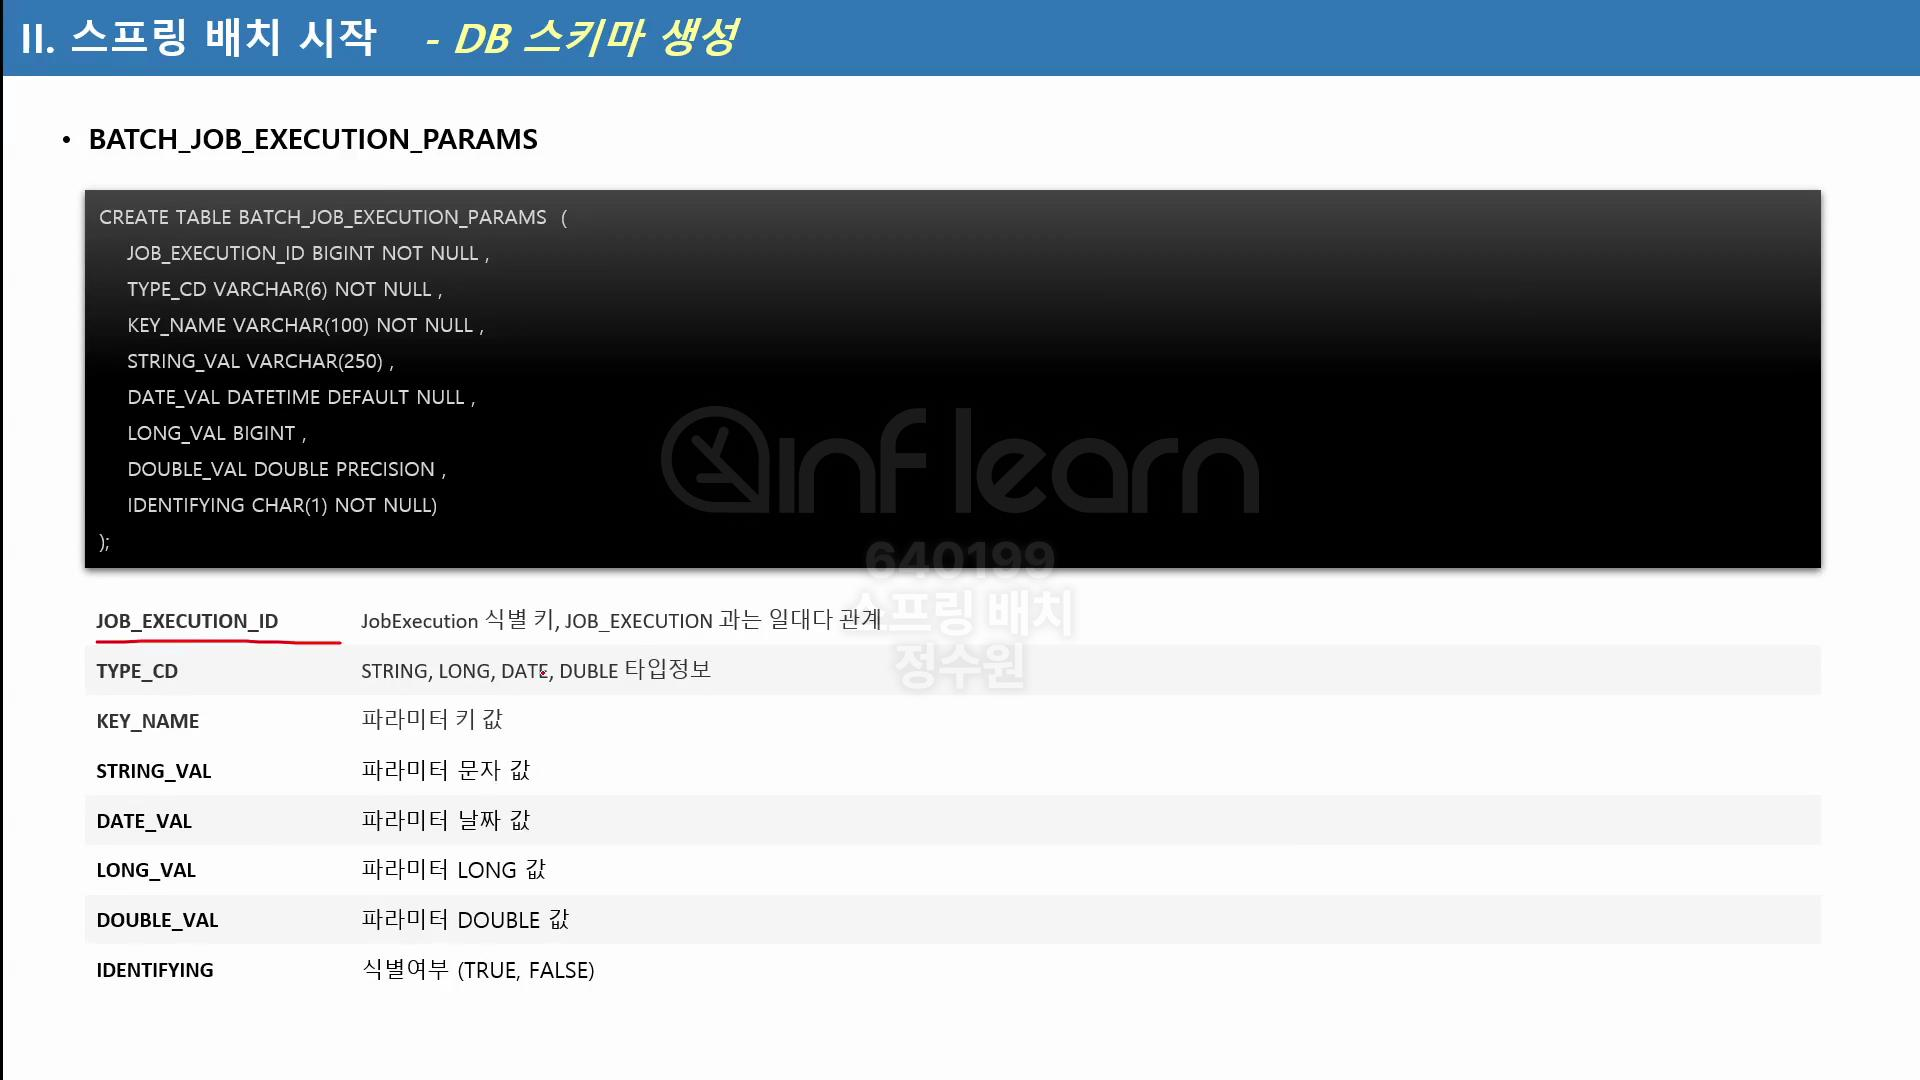 II. 스프링 배치 시작 - DB 스키마 생성
• BATCH_JOB_EXECUTION_PARAMS
CREATE TABLE BATCH_JOB_EXECUTION_PARAMS (
JOB_EXECUTION_ID BIGINT NOT NULL ,
TYPE_CD VARCHAR(6) NOT NULL ,
KEY_NAME VARCHAR(100) NOT NULL ,
STRING_VAL VARCHAR(250) ,
DATE_VAL DATETIME DEFAULT NULL ,
LONG_VAL BIGINT ,
DOUBLE_VAL DOUBLE PRECISION ,
IDENTIFYING CHAR(1) NOT NULL)
);
inflearn
640199
스프링 배치
정수원
JOB_EXECUTION_ID JobExecution 식별 키, JOB_EXECUTION 과는 일대다 관계
TYPE_CD STRING, LONG, DATE, DUBLE 타입정보
KEY_NAME 파라미터 키 값
STRING_VAL 파라미터 문자 값
DATE_VAL 파라미터 날짜 값
LONG_VAL 파라미터 LONG 값
DOUBLE_VAL 파라미터 DOUBLE 값
IDENTIFYING 식별여부 (TRUE, FALSE)